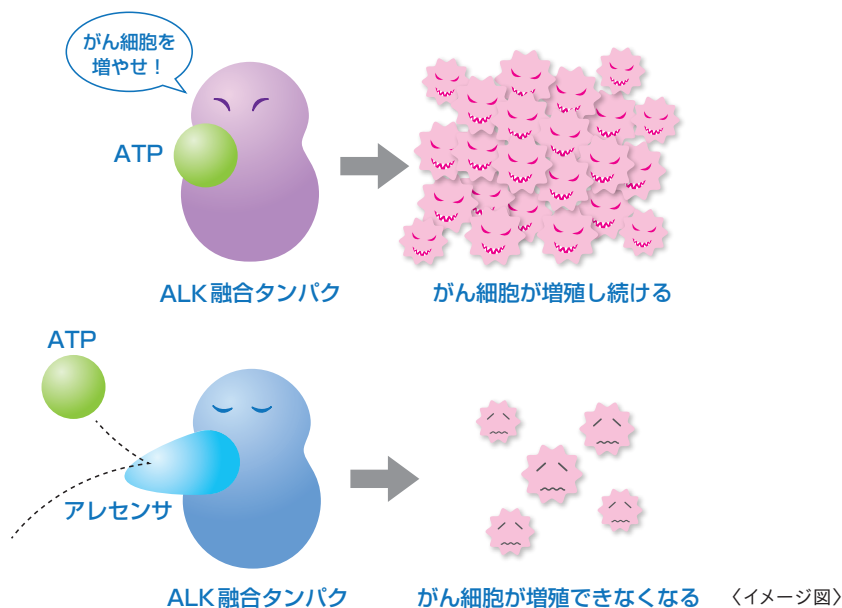 がん細胞を
増やせ！
ATP
ALK融合タンパク
がん細胞が増殖し続ける
ATP
アレセンサ
ALK融合タンパク
がん細胞が増殖できなくなる
〈イメージ図〉